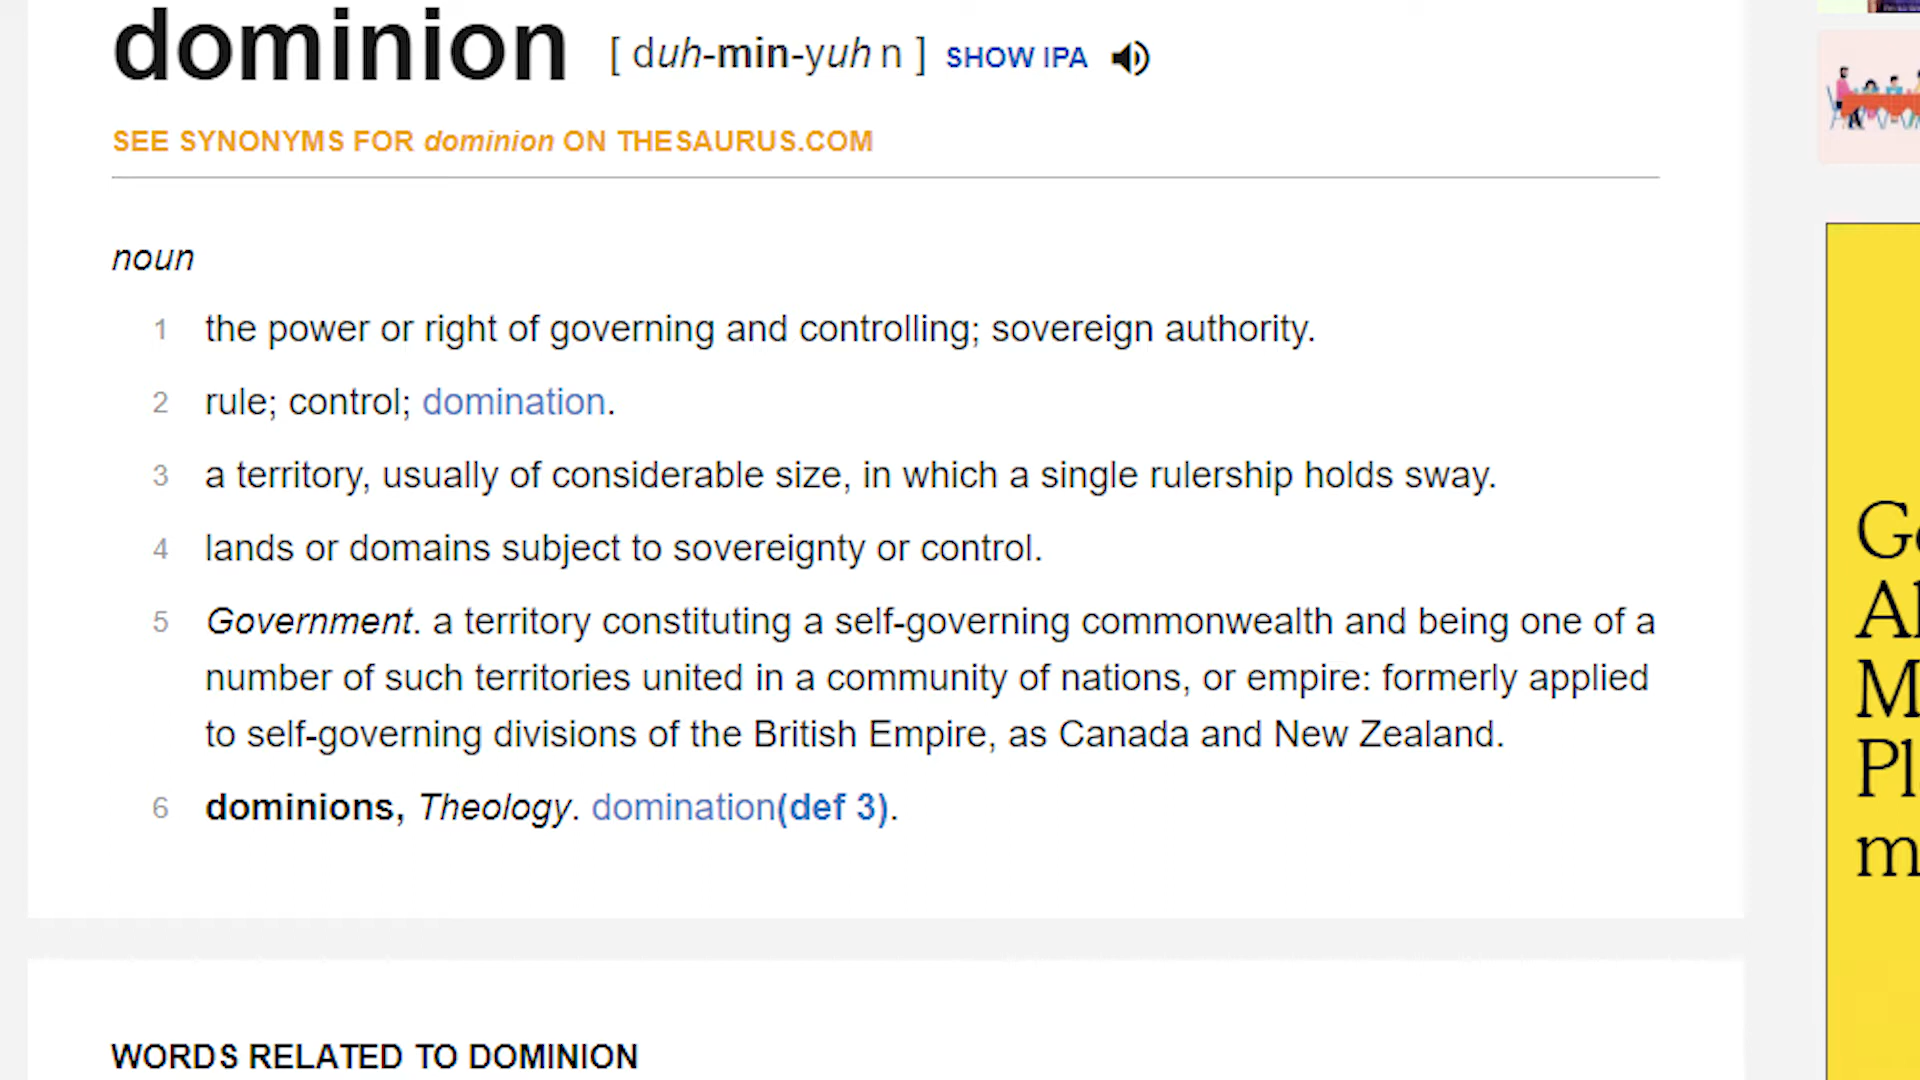 dominion [ duh-min-yuh n ] SHOW IPA
SEE SYNONYMS FOR dominion ON THESAURUS.COM
noun
1 the power or right of governing and controlling; sovereign authority.
2 rule; control; domination.
3 a territory, usually of considerable size, in which a single rulership holds sway.
4 lands or domains subject to sovereignty or control.
5 Government. a territory constituting a self-governing commonwealth and being one of a
number of such territories united in a community of nations, or empire: formerly applied
to self-governing divisions of the British Empire, as Canada and New Zealand.
6 dominions, Theology. domination(def 3).
WORDS RELATED TO DOMINION